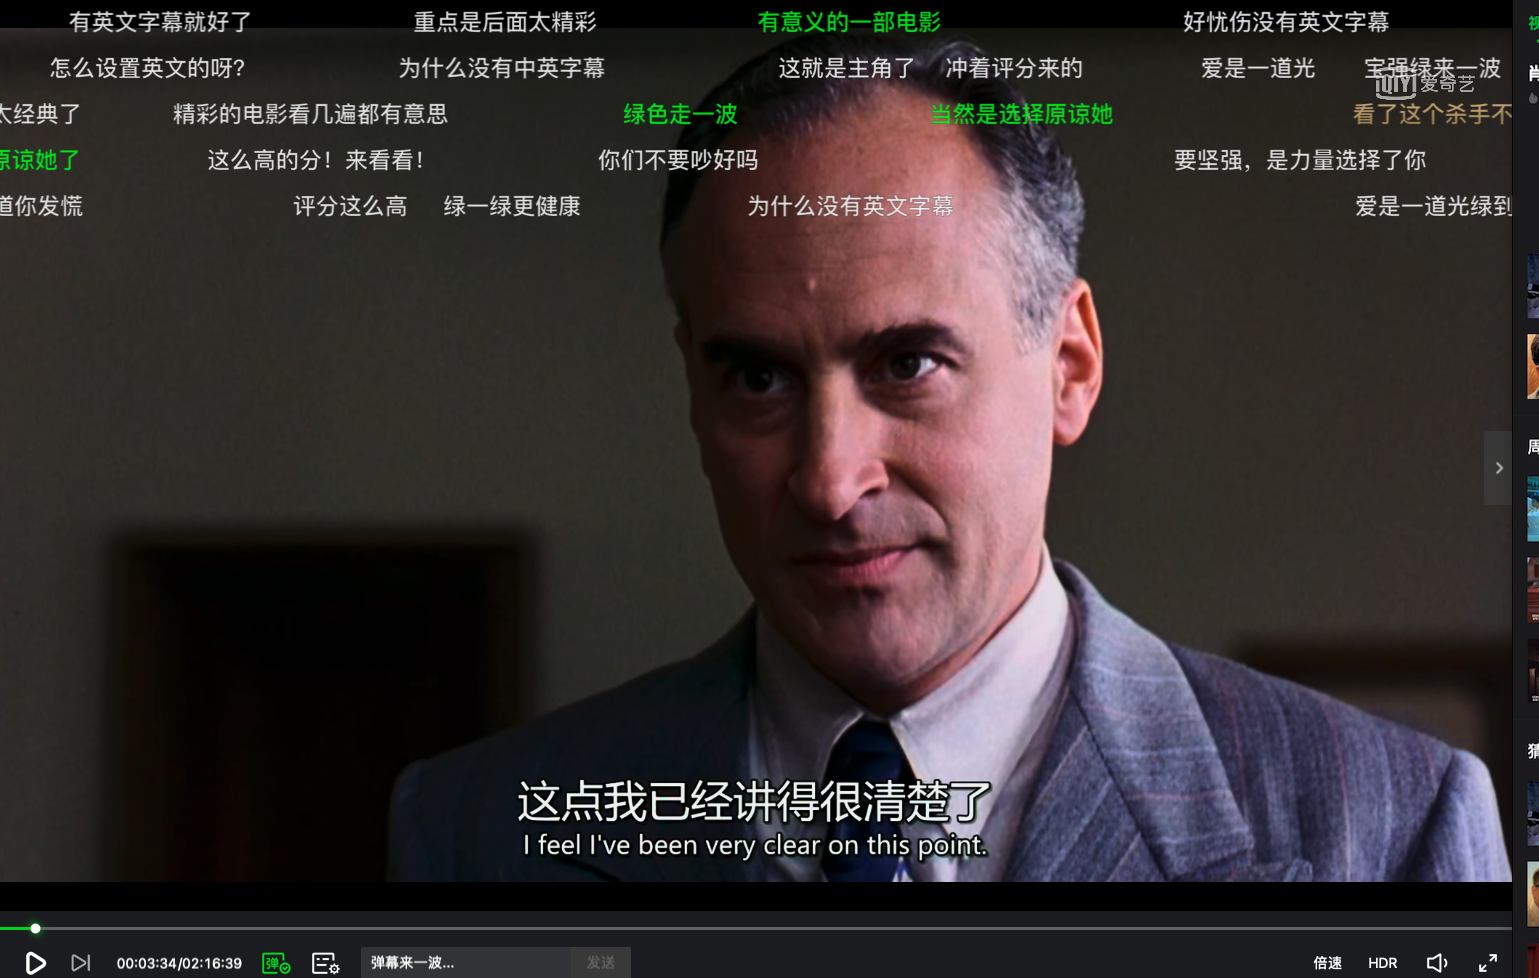 有英文字幕就好了
重点是后面太精彩
有意义的一部电影
好忧伤没有英文字幕
怎么设置英文的呀?
为什么没有中英字幕
这就是主角了
冲着评分来的
爱是一道光
宝强绿来一波
iQIYI 爱奇艺
太经典了
精彩的电影看几遍都有意思
绿色走一波
当然是选择原谅她
看了这个杀手不
原谅她了
这么高的分！来看看！
你们不要吵好吗
要坚强，是力量选择了你
道你发慌
评分这么高
绿一绿更健康
为什么没有英文字幕
爱是一道光绿到
这点我已经讲得很清楚了
I feel I've been very clear on this point.
00:03:34/02:16:39
弹
弹幕来一波...
发送
倍速
HDR